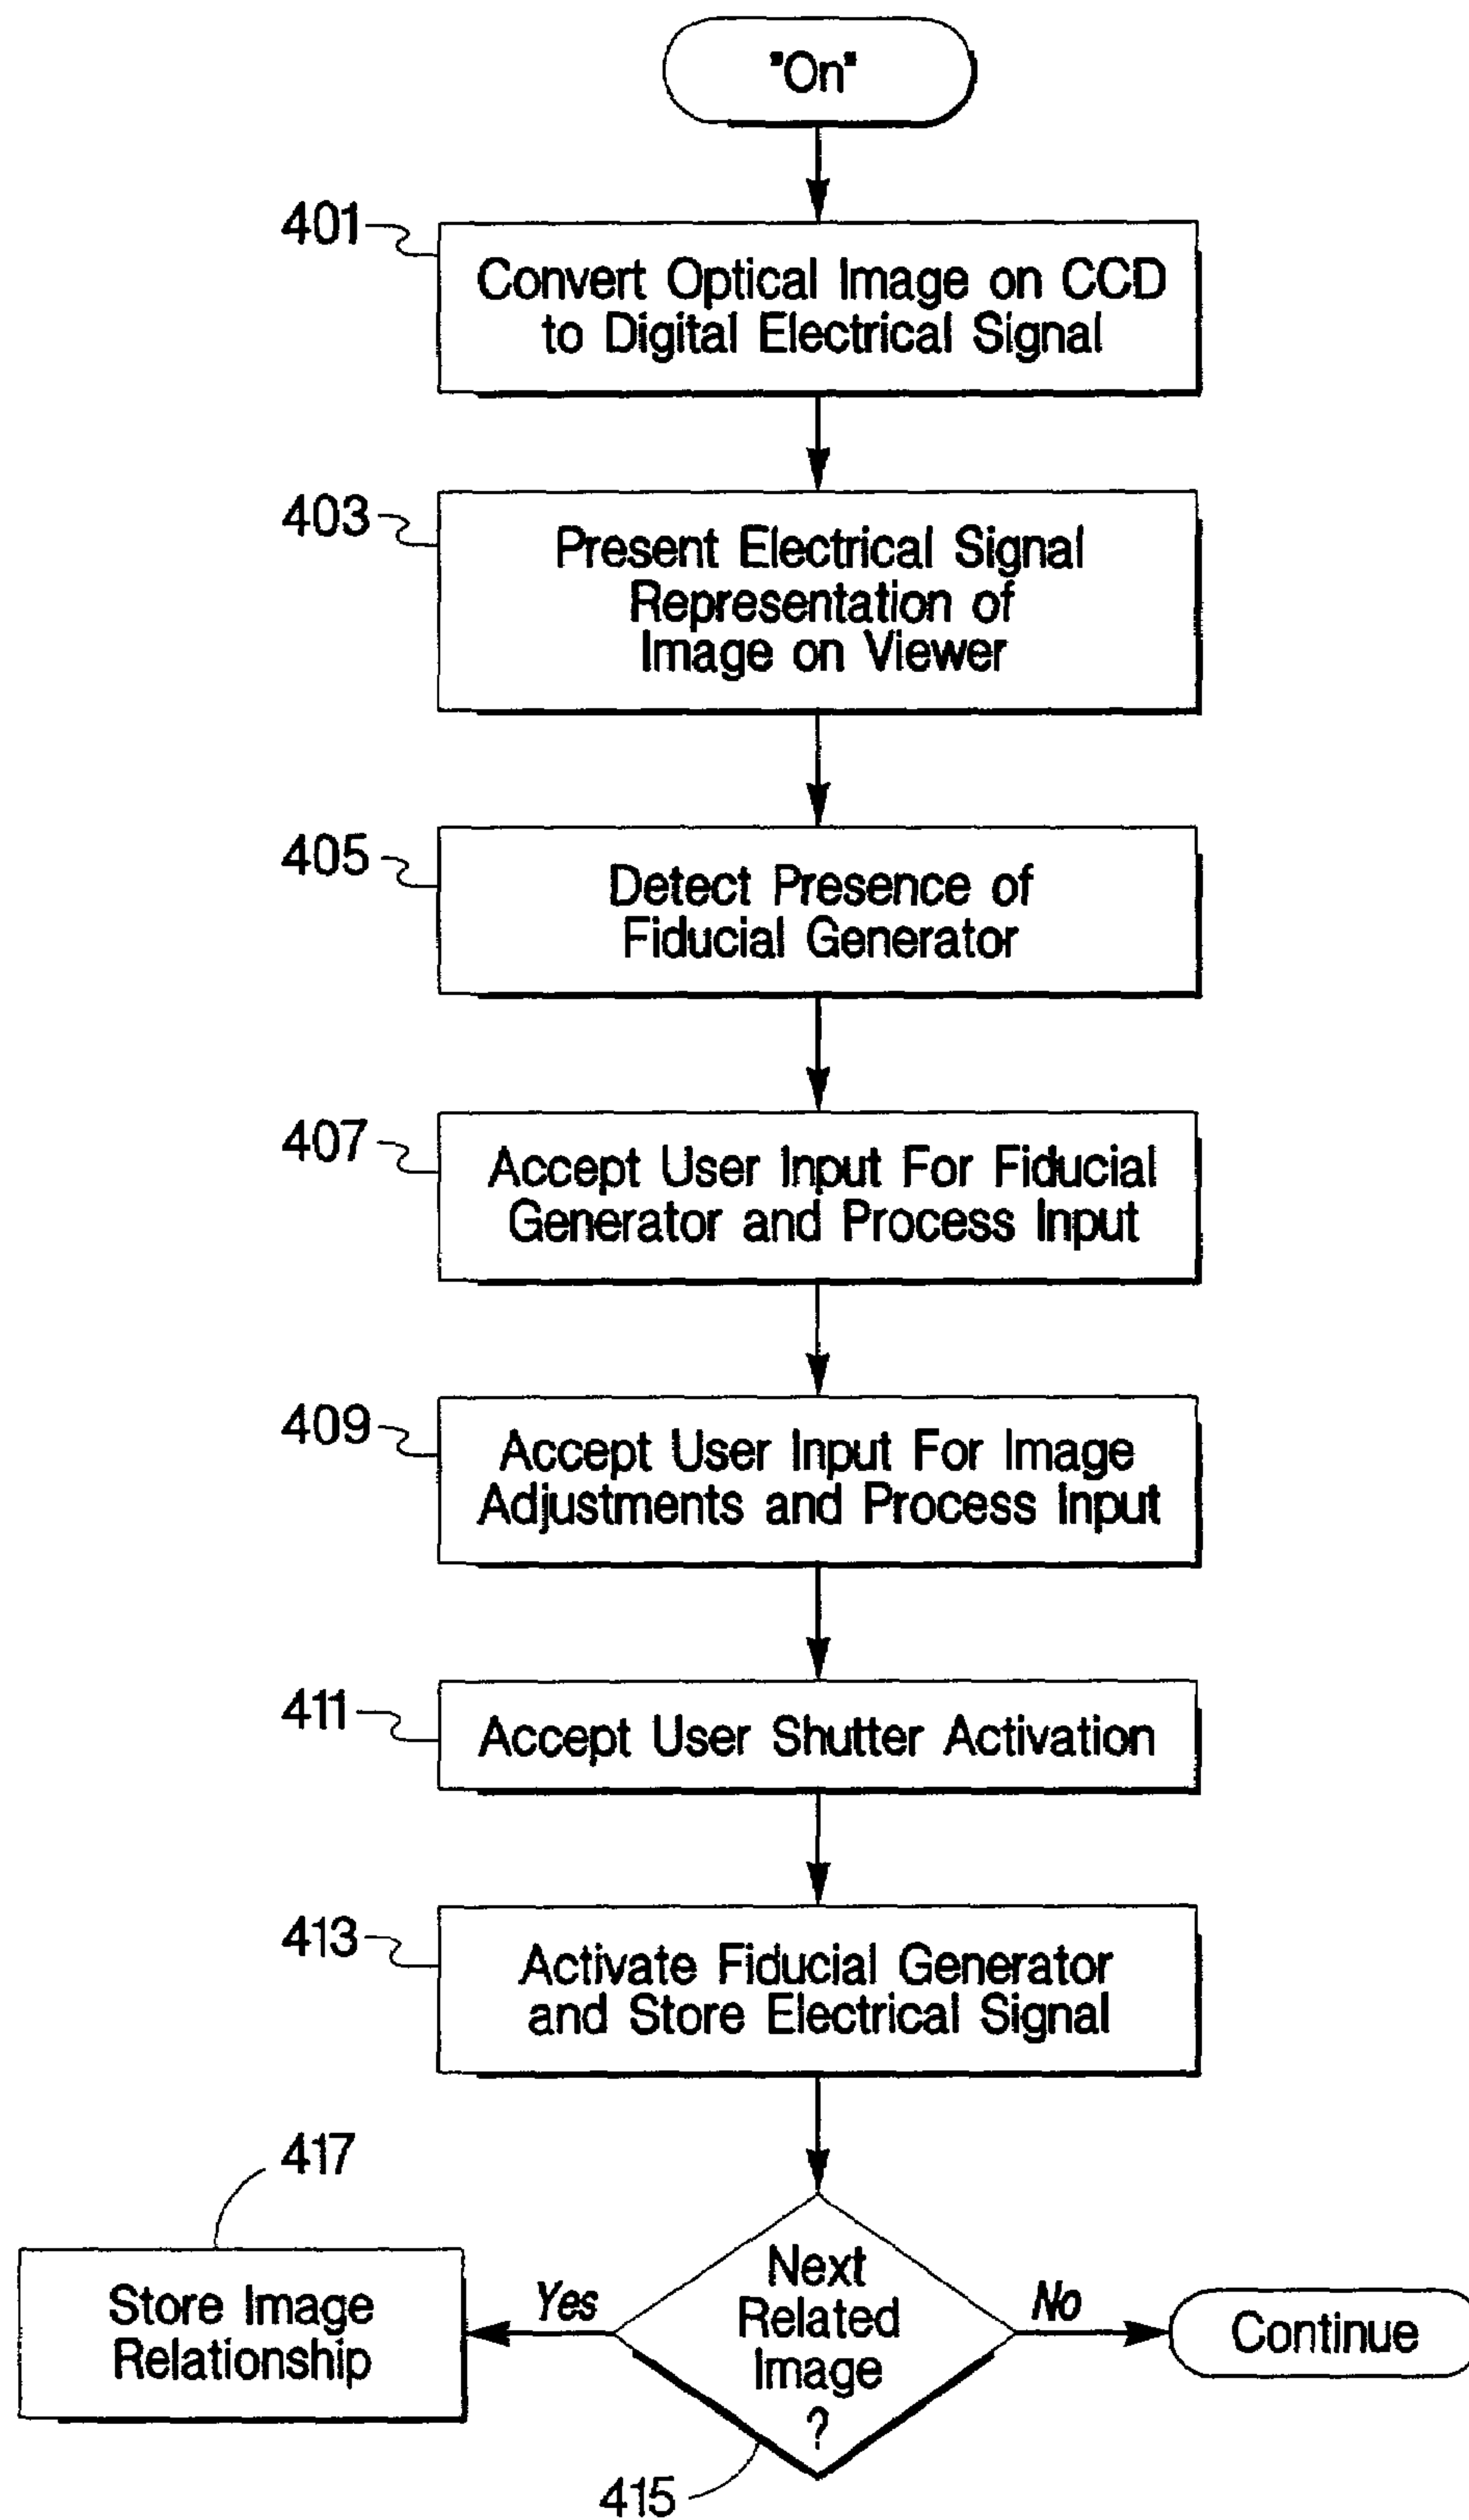 "On"
401
Convert Optical Image on CCD
to Digital Electrical Signal
403
Present Electrical Signal
Representation of
Image on Viewer
405
Detect Presence of
Fiducial Generator
407
Accept User Input For Fiducial
Generator and Process Input
409
Accept User Input For Image
Adjustments and Process Input
411
Accept User Shutter Activation
413
Activate Fiducial Generator
and Store Electrical Signal
417
Store Image
Relationship
Yes
Next
Related
Image
?
No
Continue
415